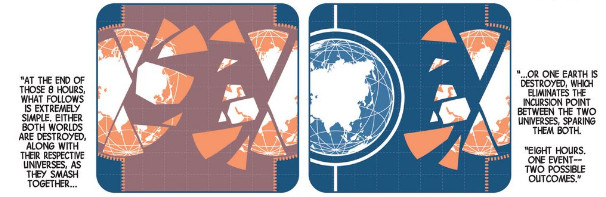 "AT THE END OF
THOSE 8 HOURS,
WHAT FOLLOWS
IS EXTREMELY
SIMPLE. EITHER
BOTH WORLDS
ARE DESTROYED,
ALONG WITH
THEIR RESPECTIVE
UNIVERSES, AS
THEY SMASH
TOGETHER...
"...OR ONE EARTH IS
DESTROYED, WHICH
ELIMINATES THE
INCURSION POINT
BETWEEN THE TWO
UNIVERSES, SPARING
THEM BOTH.
"EIGHT HOURS.
ONE EVENT--
TWO POSSIBLE
OUTCOMES."